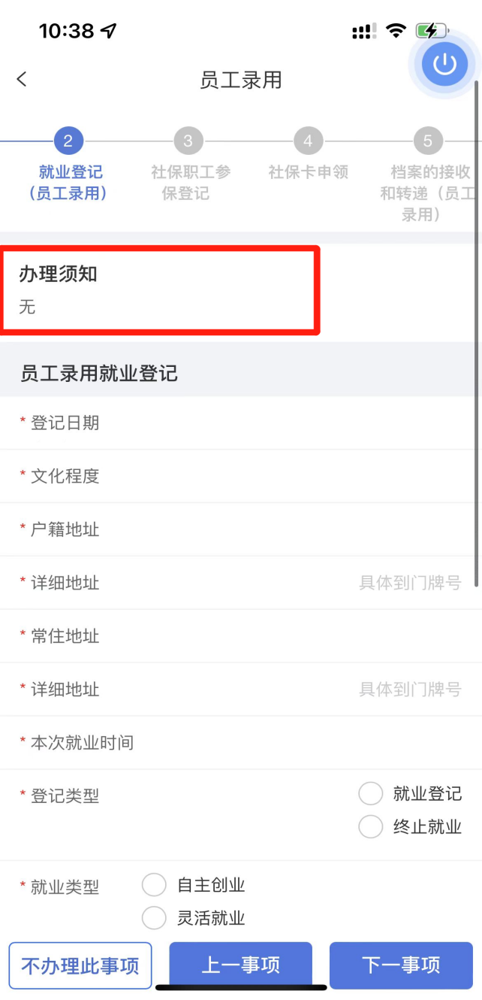 10:38
员工录用
2
3
4
5
就业登记
（员工录用）
社保职工参
保登记
社保卡申领
档案的接收
和转递（员工
录用）
办理须知
无
员工录用就业登记
* 登记日期
* 文化程度
* 户籍地址
* 详细地址 具体到门牌号
* 常住地址
* 详细地址 具体到门牌号
* 本次就业时间
* 登记类型 就业登记
终止就业
* 就业类型 自主创业
灵活就业
不办理此事项 上一事项 下一事项